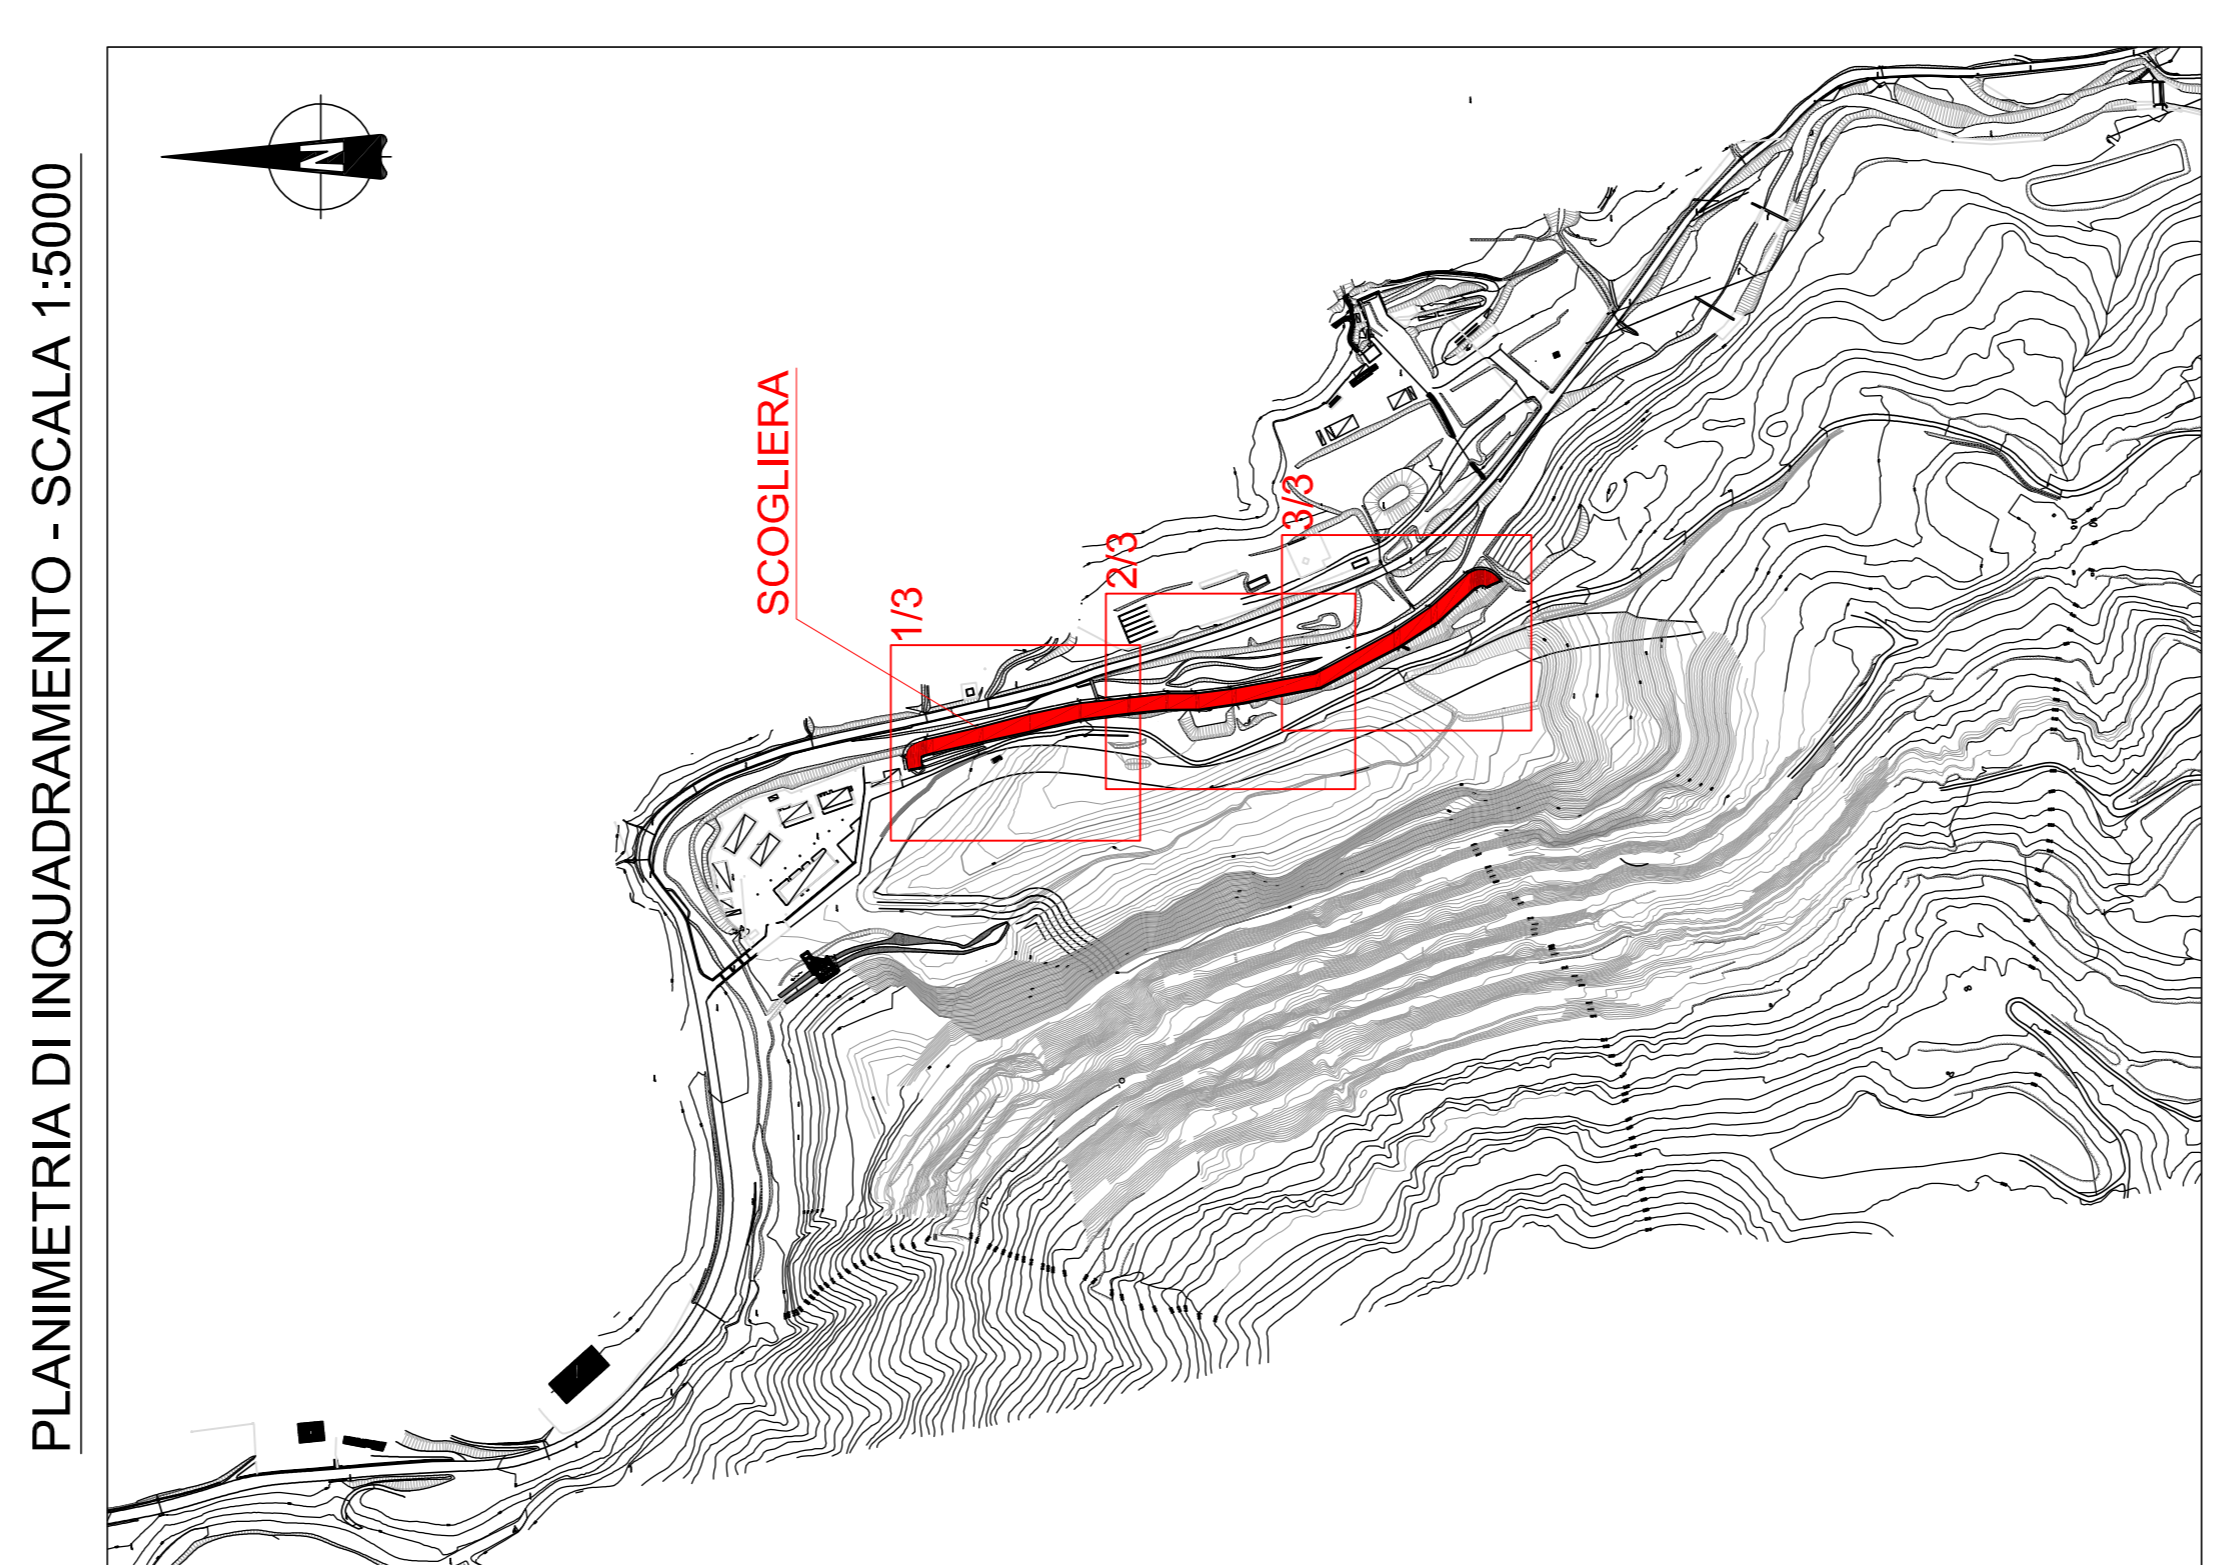 PLANIMETRIA DI INQUADRAMENTO - SCALA 1:5000
N
SCOGLIERA
1/3
2/3
3/3